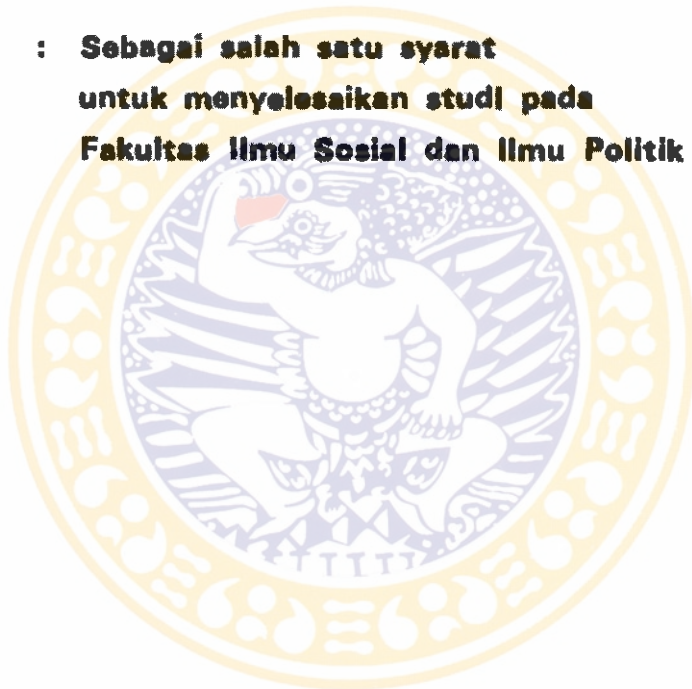 : Sebagai salah satu syarat
untuk menyelesaikan studi pada
Fakultas Ilmu Sosial dan Ilmu Politik